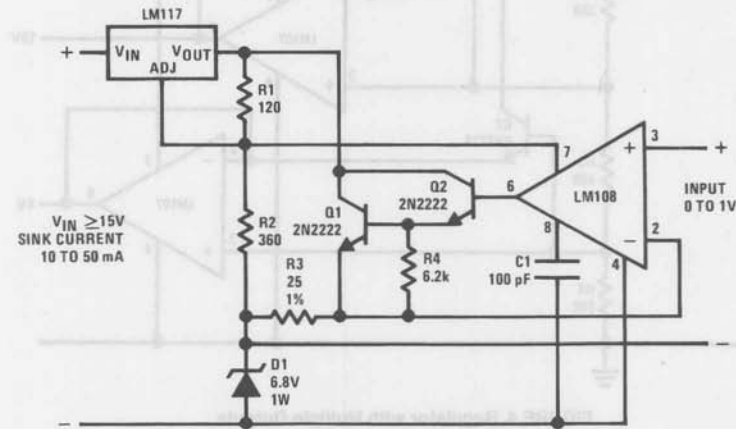 LM117
+ VIN VOUT
ADJ
R1
120
7
3
+
+
Q2
2N2222
6
LM108
INPUT
0 TO 1V
Q1
2N2222
8
2
−
VIN ≥15V
SINK CURRENT
10 TO 50 mA
R2
360
R3
25
1%
R4
6.2k
C1
100 pF
4
−
D1
6.8V
1W
−